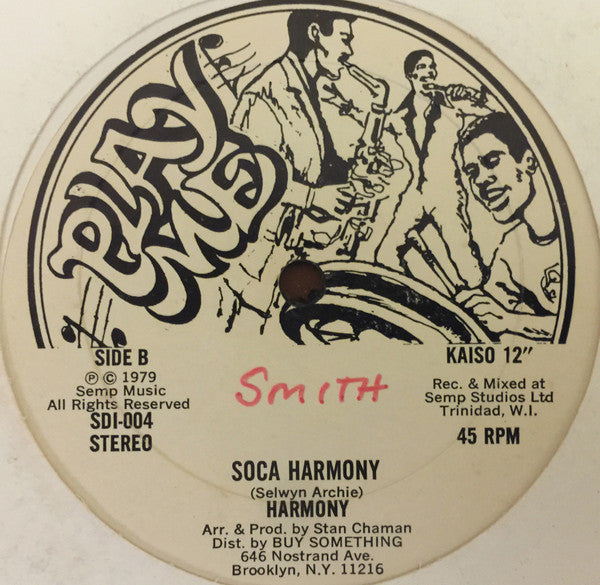 PLAY
ME
SIDE B
℗ © 1979
Semp Music
All Rights Reserved
SDI-004
STEREO
SMITH
KAISO 12"
Rec. & Mixed at
Semp Studios Ltd
Trinidad, W.I.
45 RPM
SOCA HARMONY
(Selwyn Archie)
HARMONY
Arr. & Prod. by Stan Chaman
Dist. by BUY SOMETHING
646 Nostrand Ave.
Brooklyn, N.Y. 11216